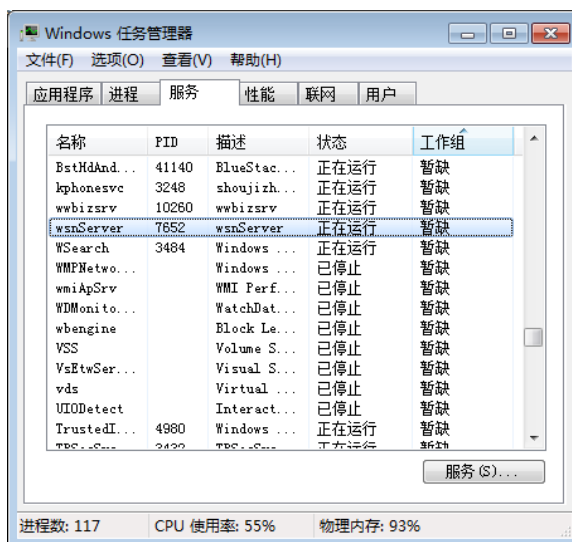 Windows 任务管理器
文件(F) 选项(O) 查看(V) 帮助(H)
应用程序 进程 服务 性能 联网 用户
名称 PID 描述 状态 工作组
BstHdAnd... 41140 BlueStac... 正在运行 暂缺
kphonesvc 3248 shoujizh... 正在运行 暂缺
wwbizsrv 10260 wwbizsrv 正在运行 暂缺
wsnServer 7652 wsnServer 正在运行 暂缺
WSearch 3484 Windows ... 正在运行 暂缺
WMPNetwo... Windows ... 已停止 暂缺
wmiApSrv WMI Perf... 已停止 暂缺
WDMonito... WatchDat... 已停止 暂缺
wbengine Block Le... 已停止 暂缺
VSS Volume S... 已停止 暂缺
VsEtwSer... Visual S... 已停止 暂缺
vds Virtual ... 已停止 暂缺
UI0Detect Interact... 已停止 暂缺
TrustedI... 4980 Windows ... 正在运行 暂缺
正在运行 暂缺
服务(S)...
进程数: 117 CPU 使用率: 55% 物理内存: 93%